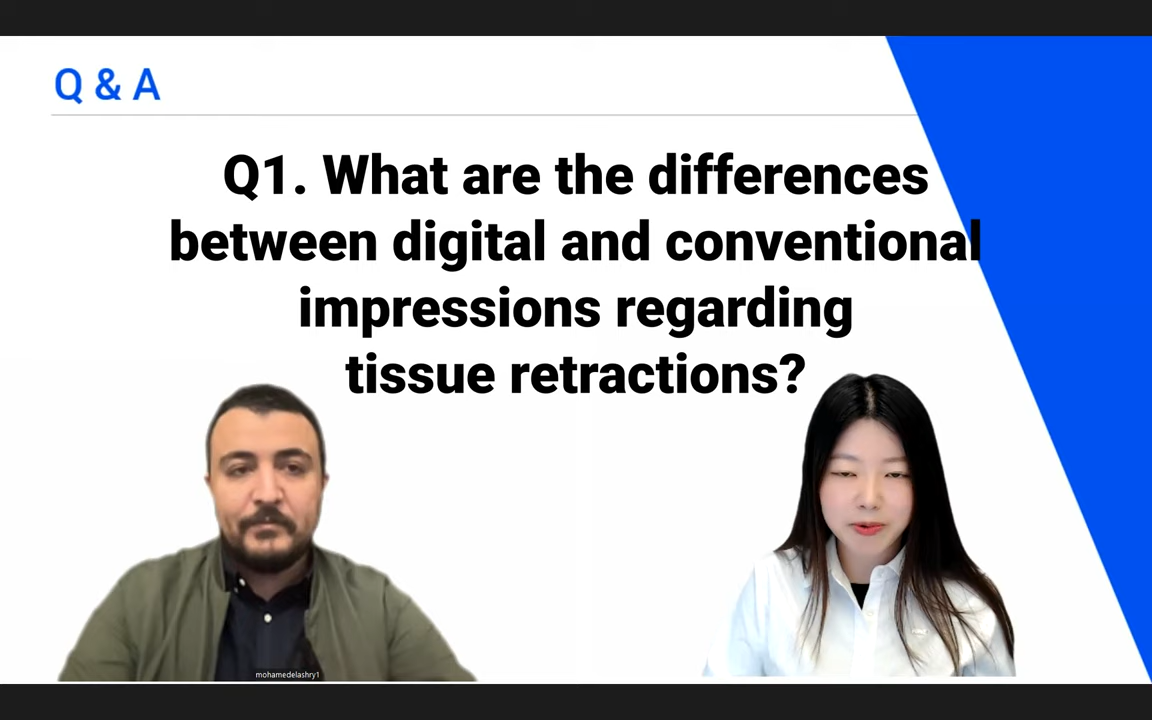 Q & A
Q1. What are the differences
between digital and conventional
impressions regarding
tissue retractions?
mohamedelashry1